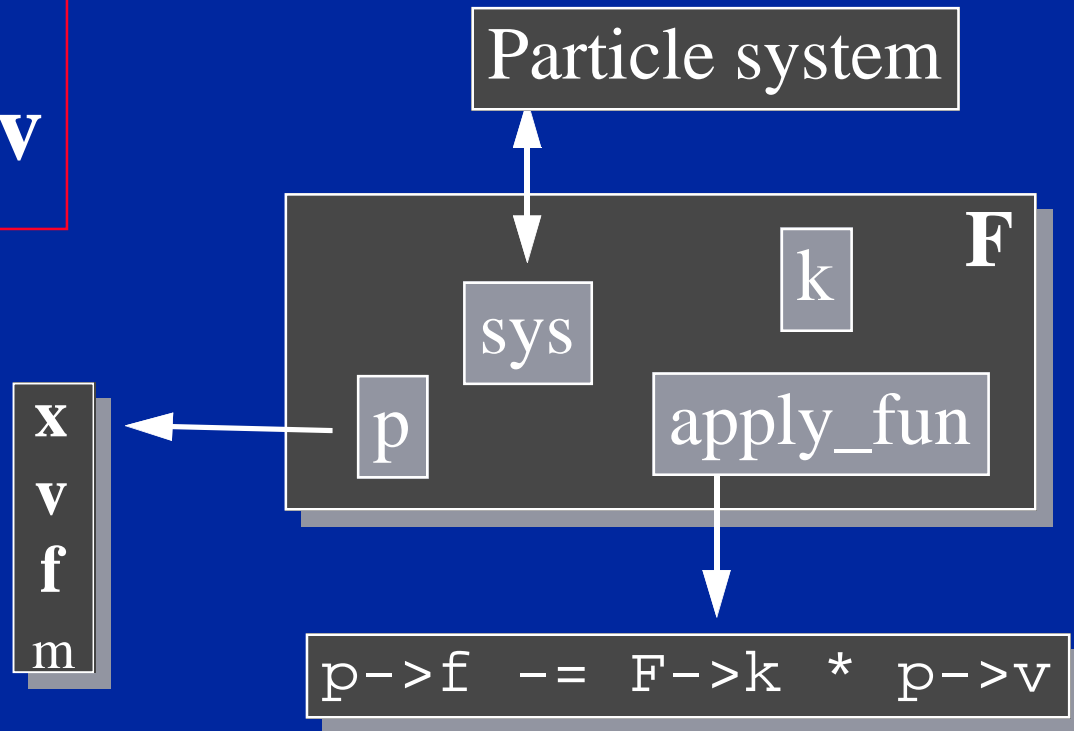 Particle system
v
F
k
sys
p
apply_fun
x
v
f
m
p->f -= F->k * p->v